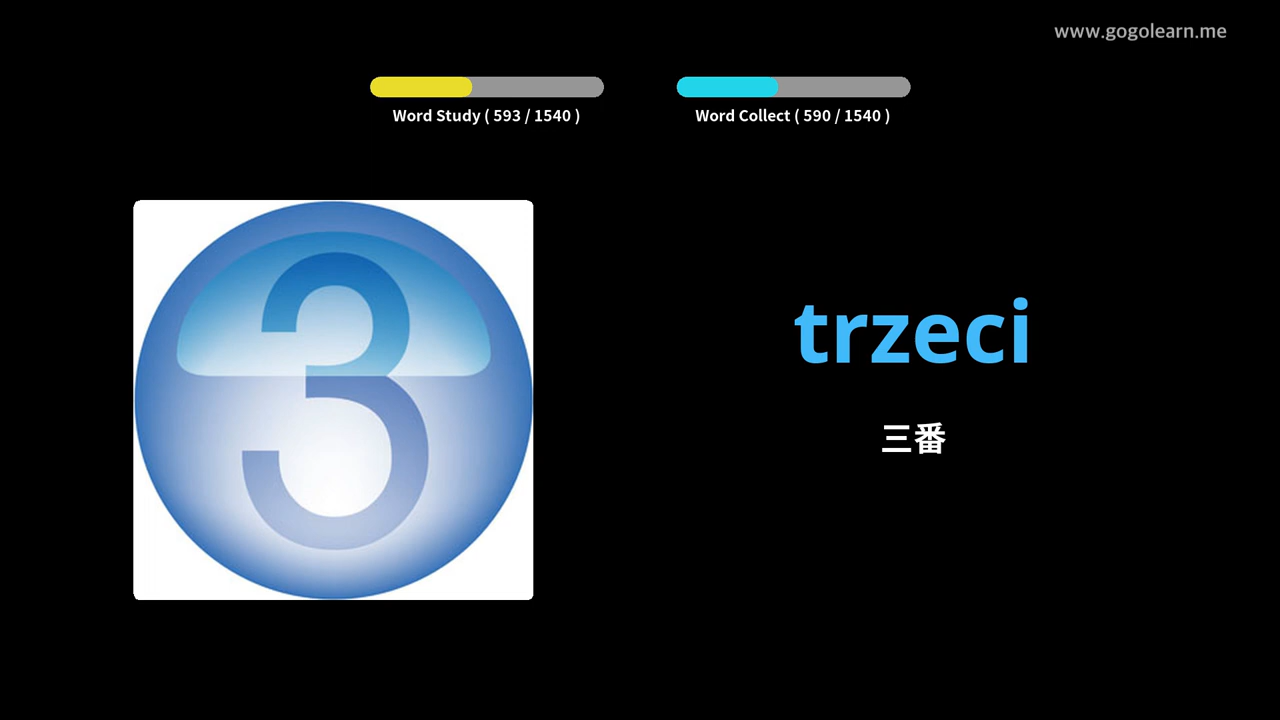 www.gogolearn.me
Word Study ( 593 / 1540 )
Word Collect ( 590 / 1540 )
3
trzeci
三番